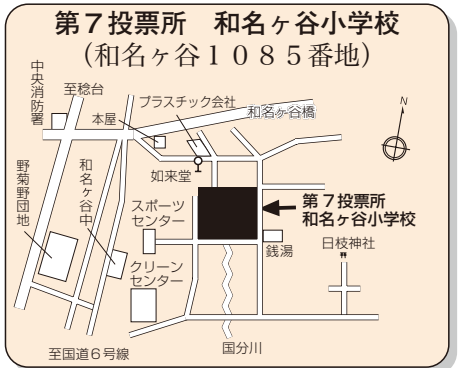 第７投票所　和名ヶ谷小学校
（和名ヶ谷１０８５番地）
中央消防署
至稔台
プラスチック会社
本屋
和名ヶ谷橋
N
野菊野団地
和名ヶ谷中
如来堂
スポーツ
センター
第７投票所
和名ヶ谷小学校
銭湯
日枝神社
クリーン
センター
至国道６号線
国分川